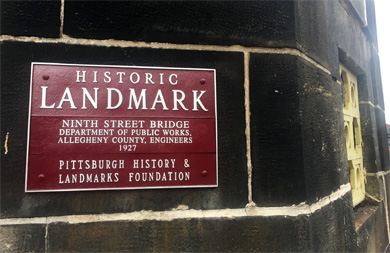 HISTORIC
LANDMARK
NINTH STREET BRIDGE
DEPARTMENT OF PUBLIC WORKS,
ALLEGHENY COUNTY, ENGINEERS
1927
PITTSBURGH HISTORY &
LANDMARKS FOUNDATION